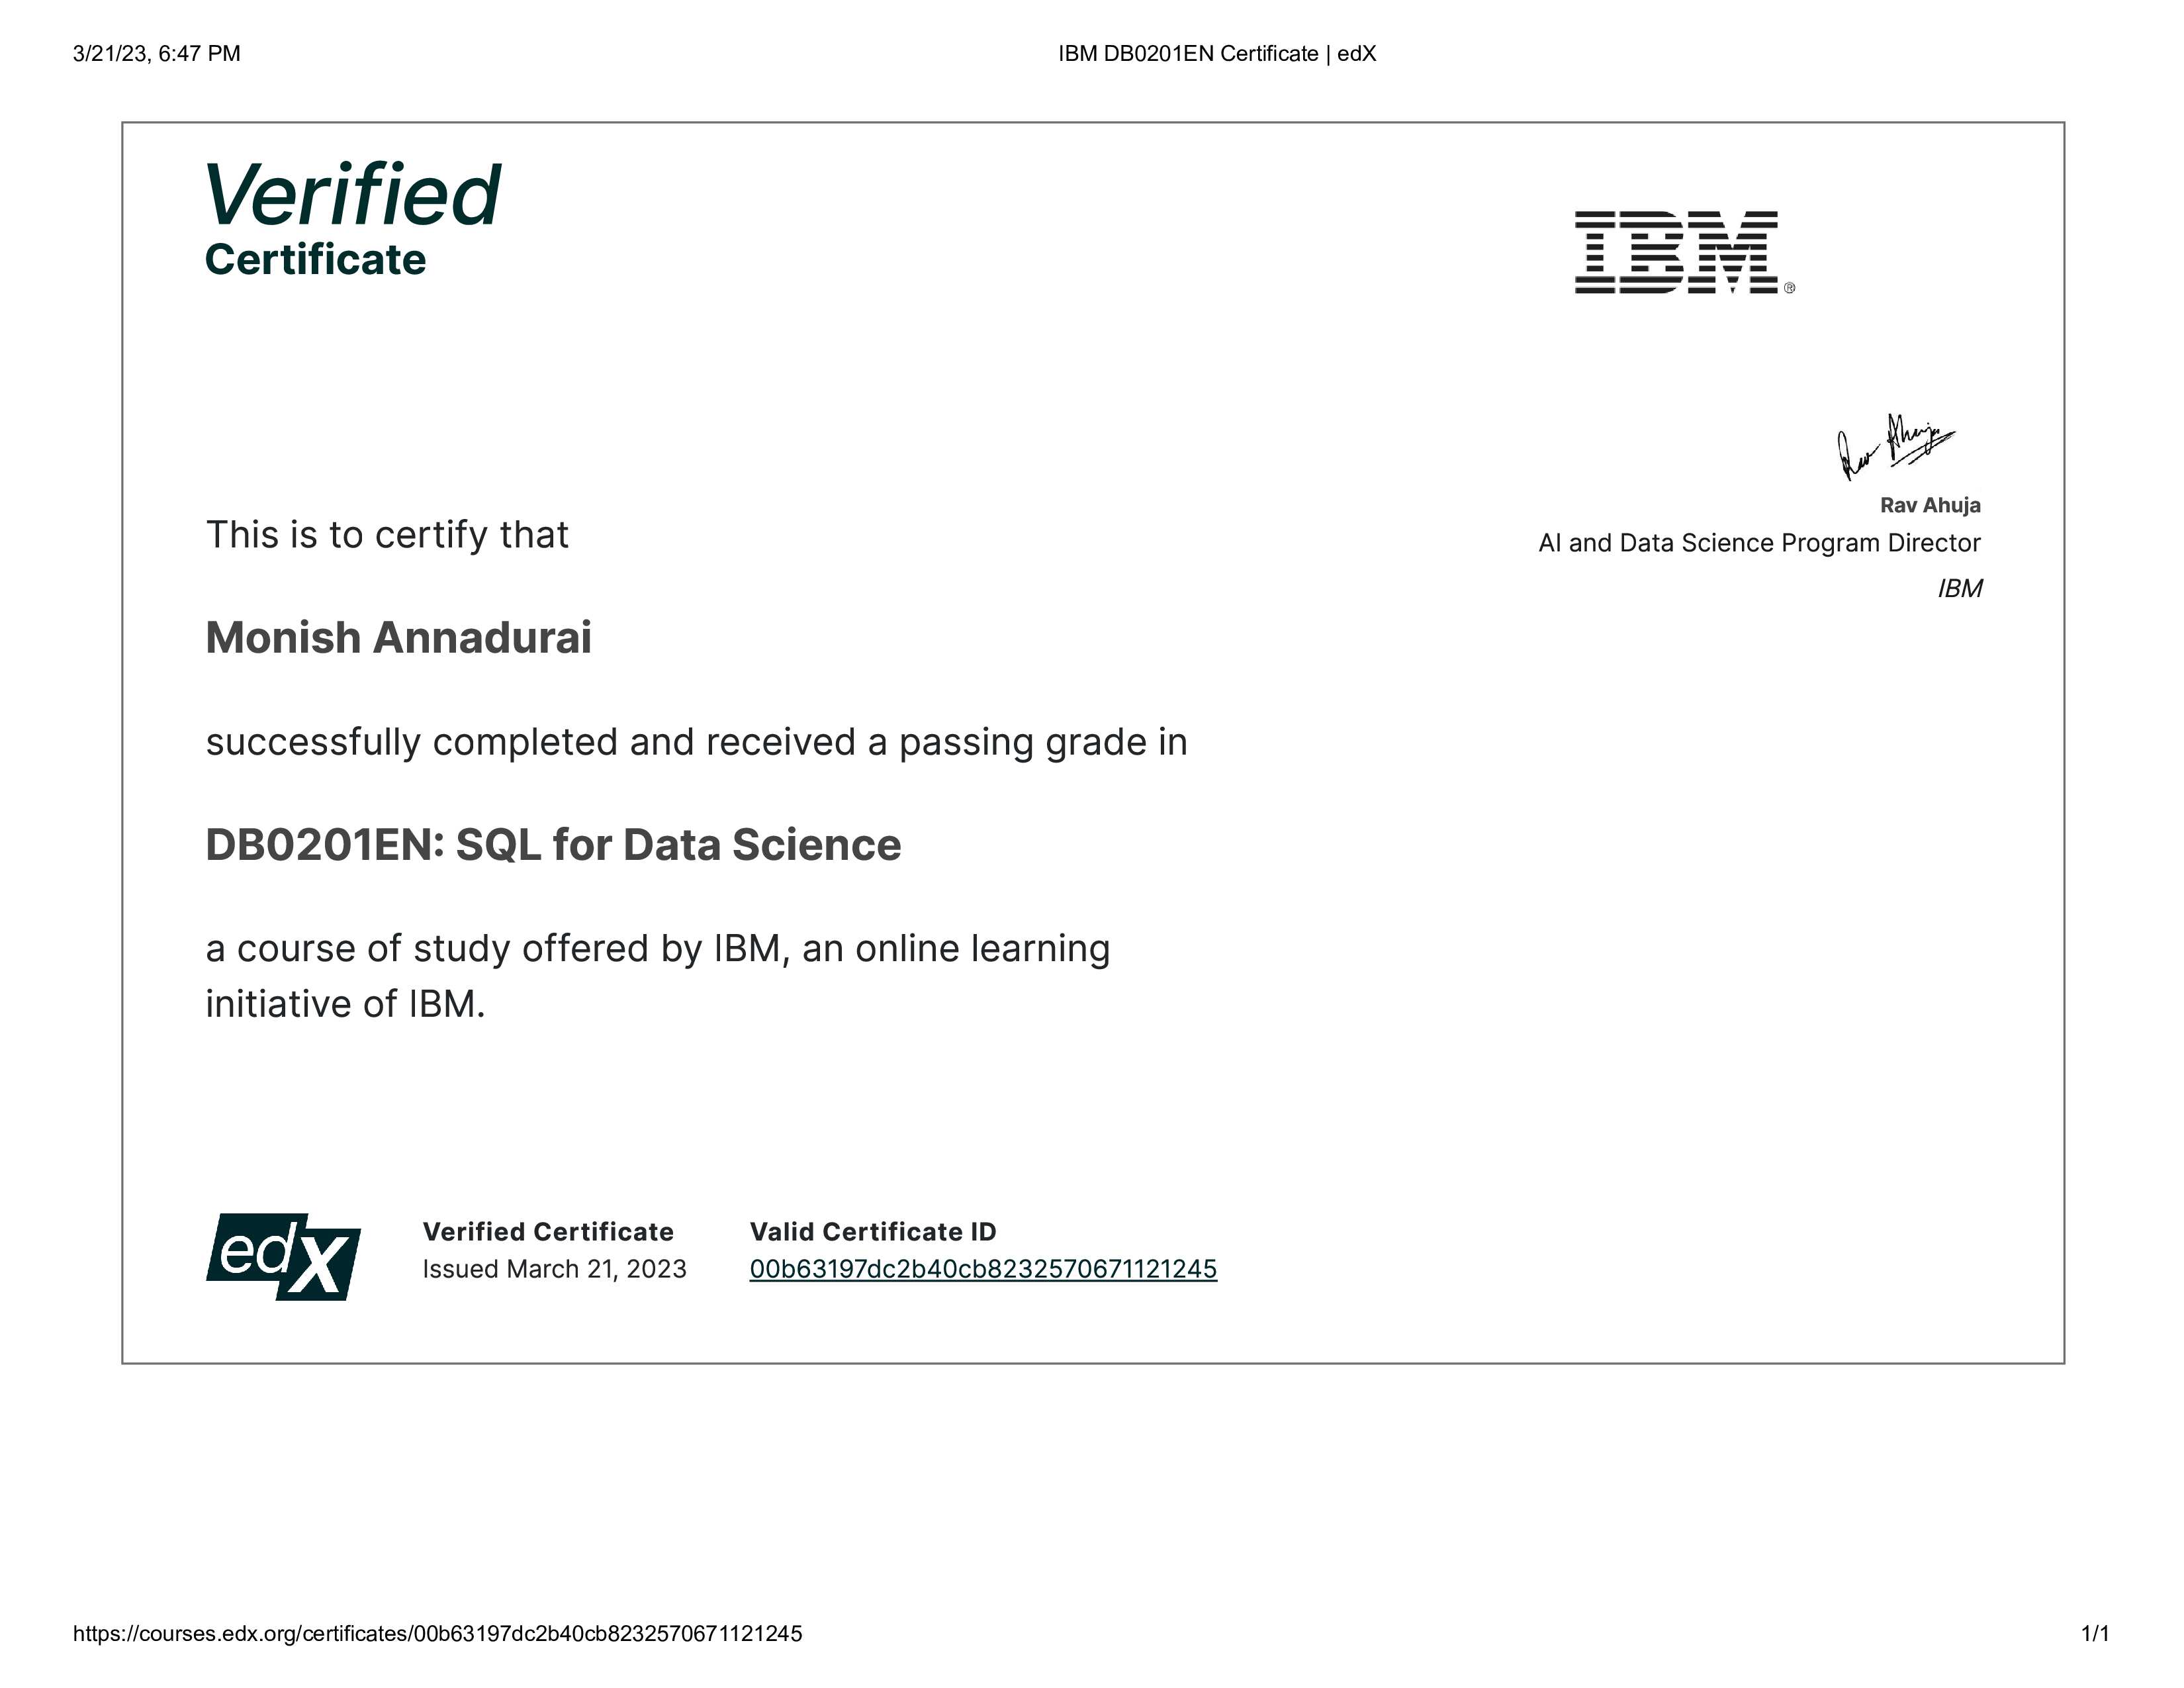 3/21/23, 6:47 PM
IBM DB0201EN Certificate | edX
Verified
Certificate
IBM®
Rav Ahuja
Rav Ahuja
AI and Data Science Program Director
IBM
This is to certify that
Monish Annadurai
successfully completed and received a passing grade in
DB0201EN: SQL for Data Science
a course of study offered by IBM, an online learning
initiative of IBM.
edX
Verified Certificate
Issued March 21, 2023
Valid Certificate ID
00b63197dc2b40cb8232570671121245
https://courses.edx.org/certificates/00b63197dc2b40cb8232570671121245
1/1